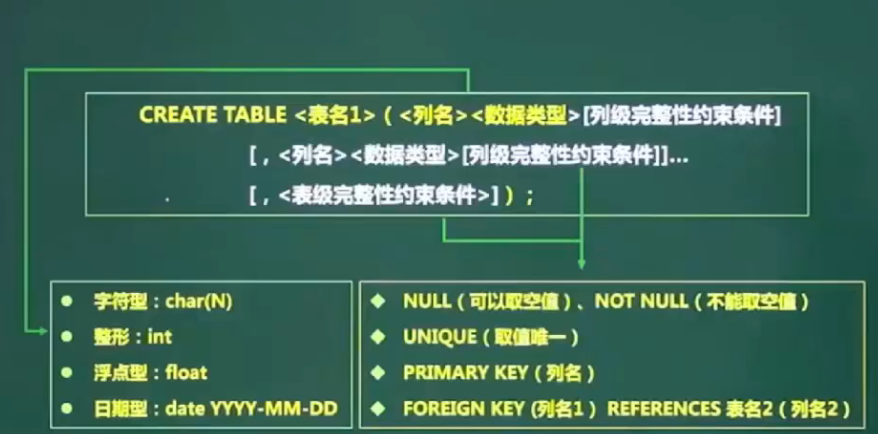 CREATE TABLE <表名1>（ <列名><数据类型>[列级完整性约束条件]
[，<列名><数据类型>[列级完整性约束条件]]...
[，<表级完整性约束条件>] ）；
● 字符型：char(N)
● 整形：int
● 浮点型：float
● 日期型：date YYYY-MM-DD
◆ NULL（可以取空值）、NOT NULL（不能取空值）
◆ UNIQUE（取值唯一）
◆ PRIMARY KEY（列名）
◆ FOREIGN KEY (列名1） REFERENCES 表名2（列名2）